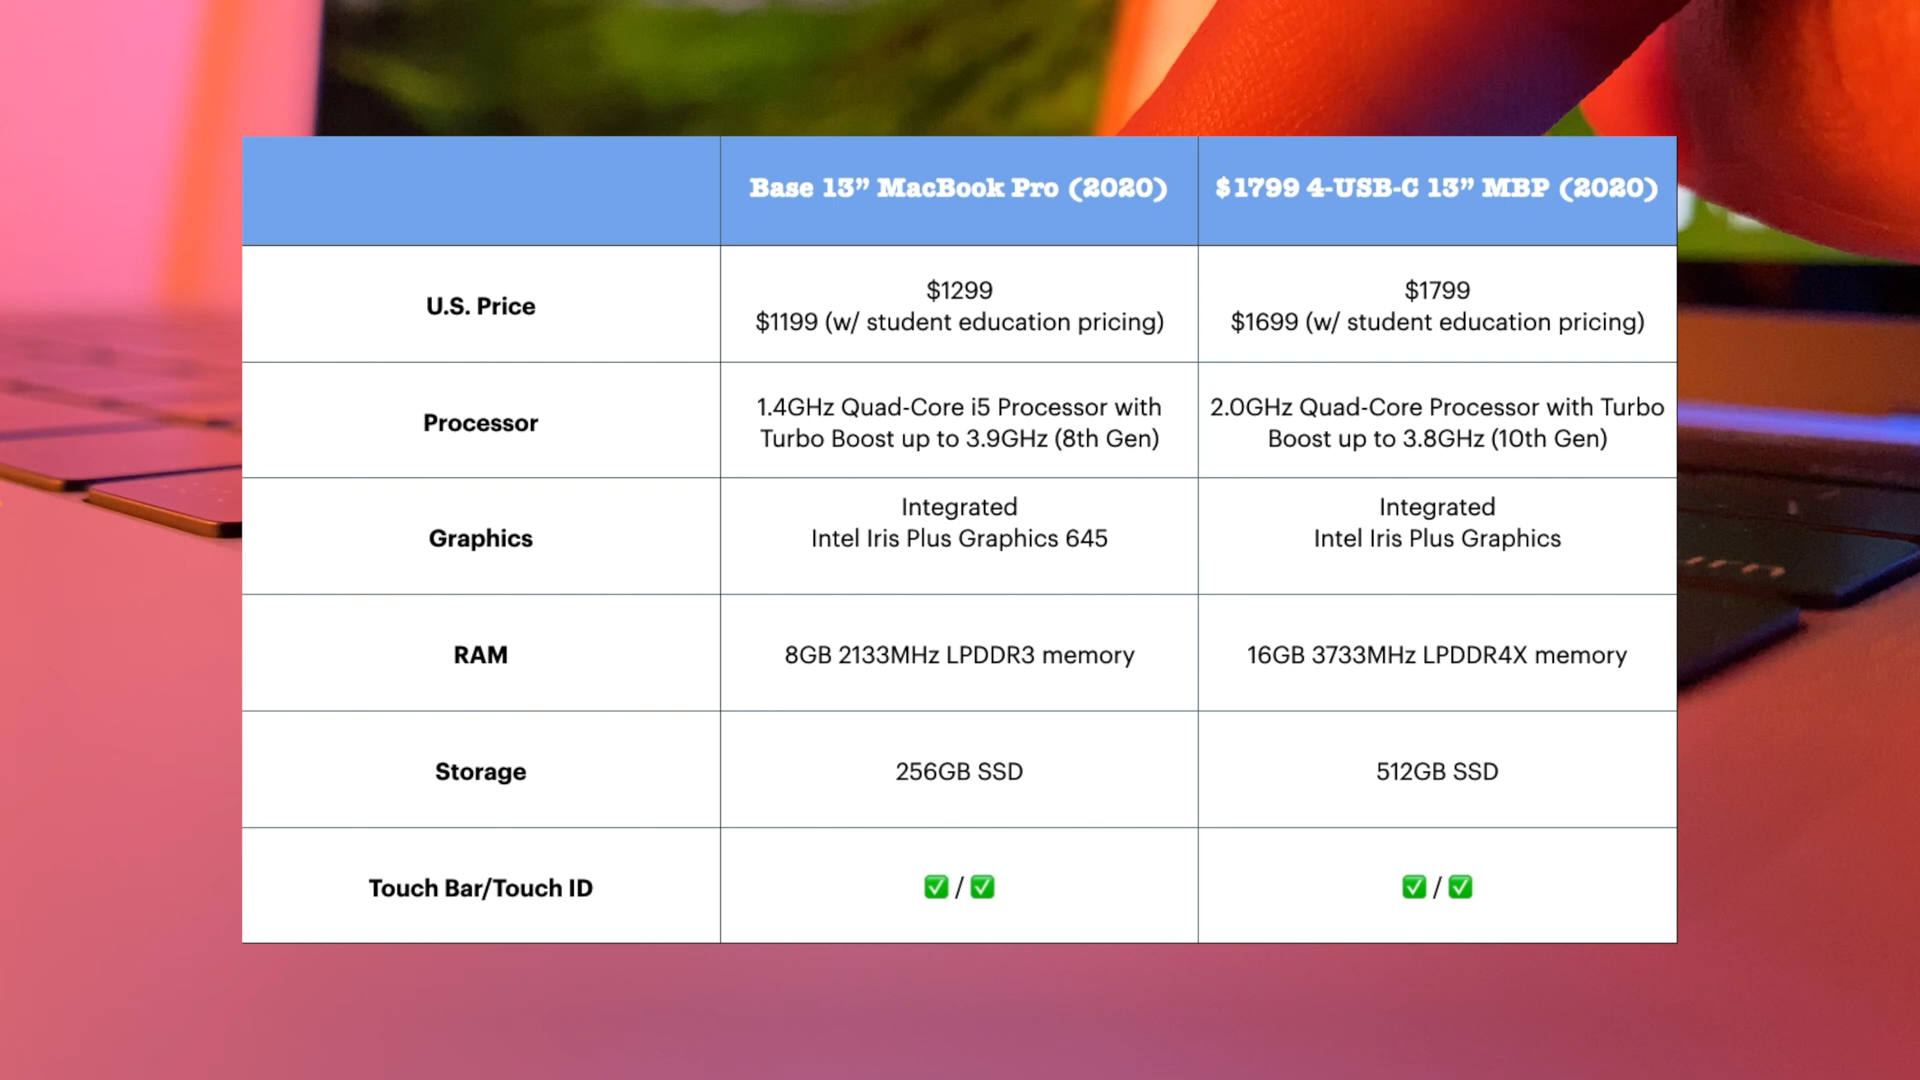 Base 13” MacBook Pro (2020)
$1799 4-USB-C 13” MBP (2020)
U.S. Price
$1299
$1199 (w/ student education pricing)
$1799
$1699 (w/ student education pricing)
Processor
1.4GHz Quad-Core i5 Processor with
Turbo Boost up to 3.9GHz (8th Gen)
2.0GHz Quad-Core Processor with Turbo
Boost up to 3.8GHz (10th Gen)
Graphics
Integrated
Intel Iris Plus Graphics 645
Integrated
Intel Iris Plus Graphics
RAM
8GB 2133MHz LPDDR3 memory
16GB 3733MHz LPDDR4X memory
Storage
256GB SSD
512GB SSD
Touch Bar/Touch ID
✅ / ✅
✅ / ✅